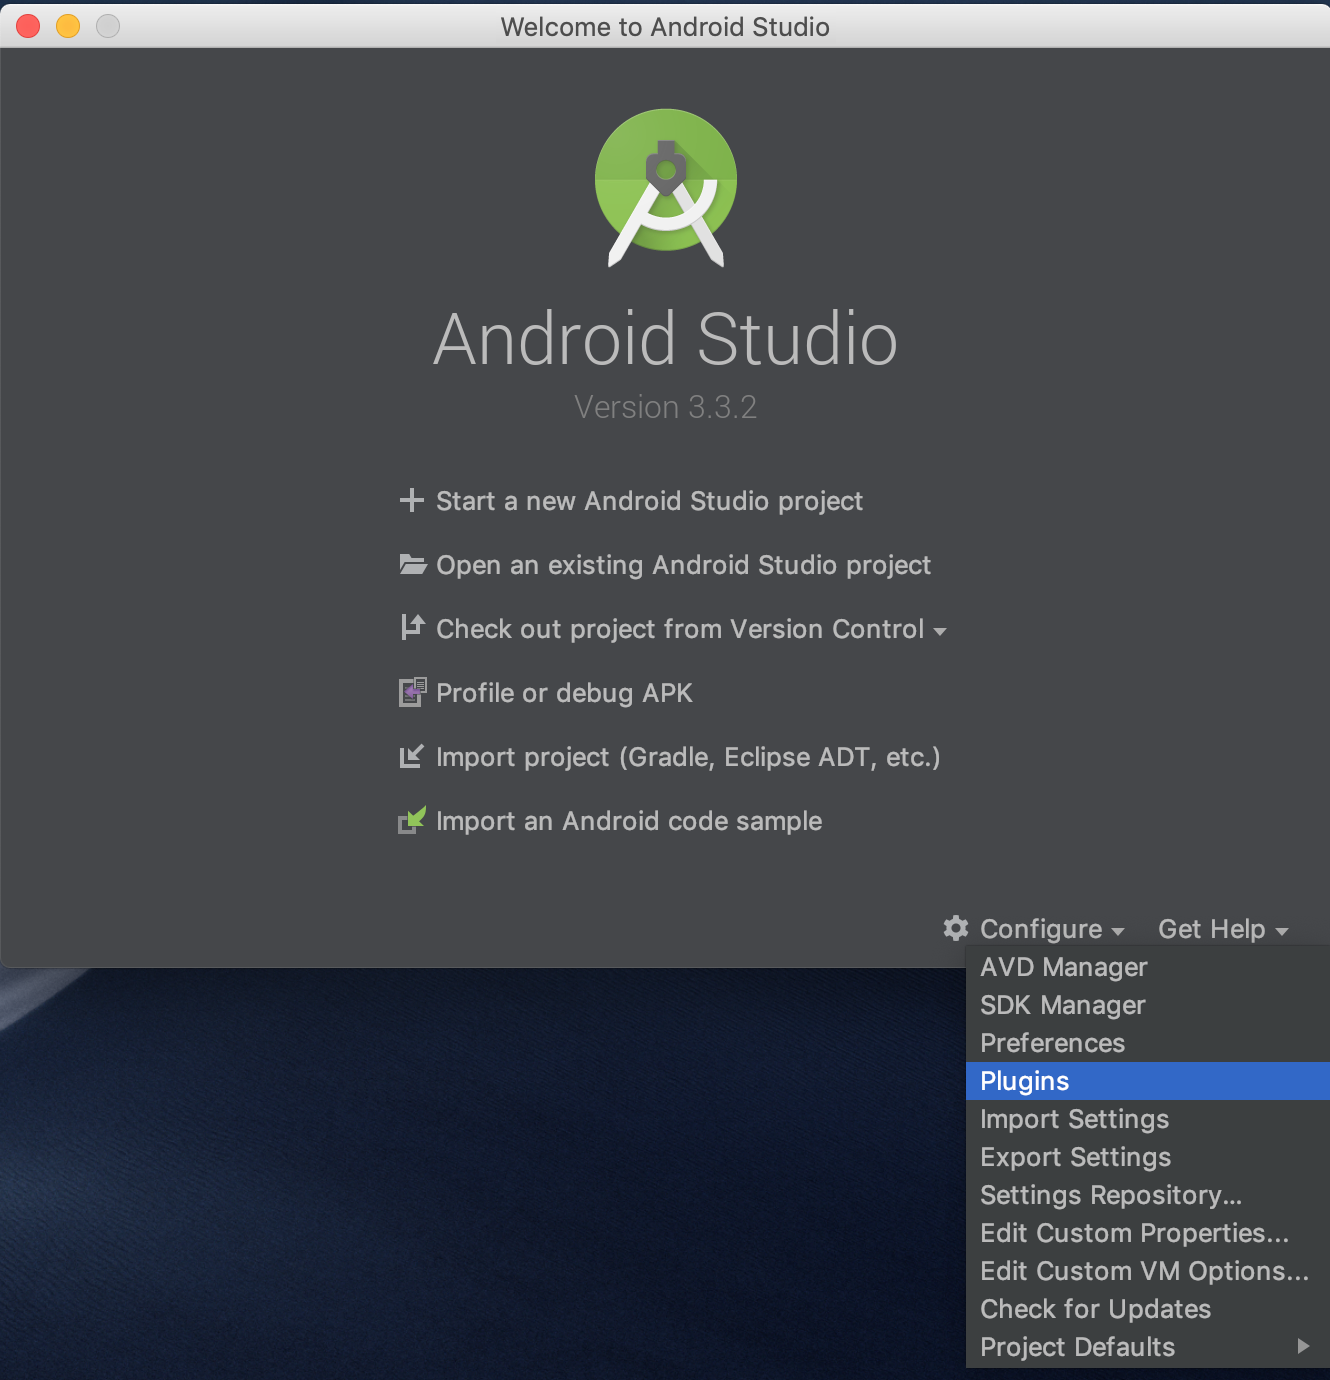 Welcome to Android Studio
Android Studio
Version 3.3.2
Start a new Android Studio project
Open an existing Android Studio project
Check out project from Version Control
Profile or debug APK
Import project (Gradle, Eclipse ADT, etc.)
Import an Android code sample
Configure Get Help
AVD Manager
SDK Manager
Preferences
Plugins
Import Settings
Export Settings
Settings Repository...
Edit Custom Properties...
Edit Custom VM Options...
Check for Updates
Project Defaults